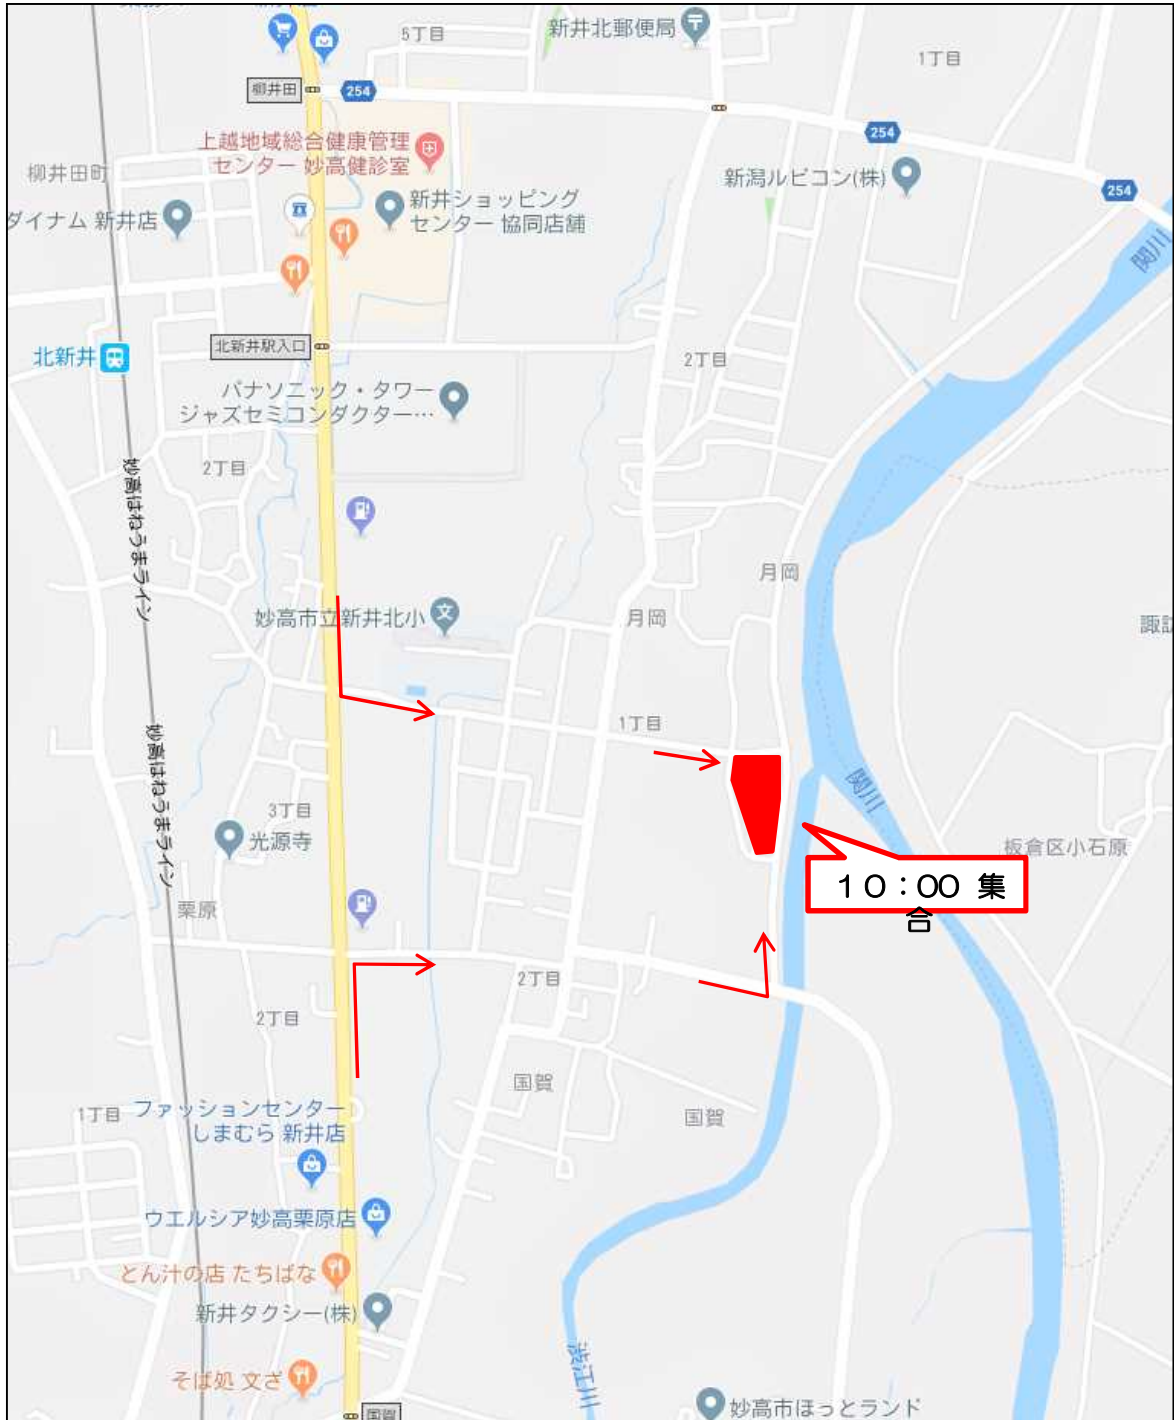 5丁目
新井北郵便局
1丁目
柳井田
254
254
上越地域総合健康管理
センター 妙高健診室
柳井田町
新潟ルビコン(株)
254
新井ショッピング
センター 協同店舗
ダイナム 新井店
関川
北新井駅入口
北新井
2丁目
パナソニック・タワー
ジャズセミコンダクター…
2丁目
妙高はねうまライン
月岡
妙高市立新井北小
月岡
1丁目
妙高はねうまライン
関川
3丁目
光源寺
板倉区小石原
10:00 集
合
栗原
2丁目
2丁目
国賀
国賀
1丁目
ファッションセンター
しまむら 新井店
ウエルシア妙高栗原店
とん汁の店 たちばな
新井タクシー(株)
渋江川
そば処 文ざ
国賀
妙高市ほっとランド